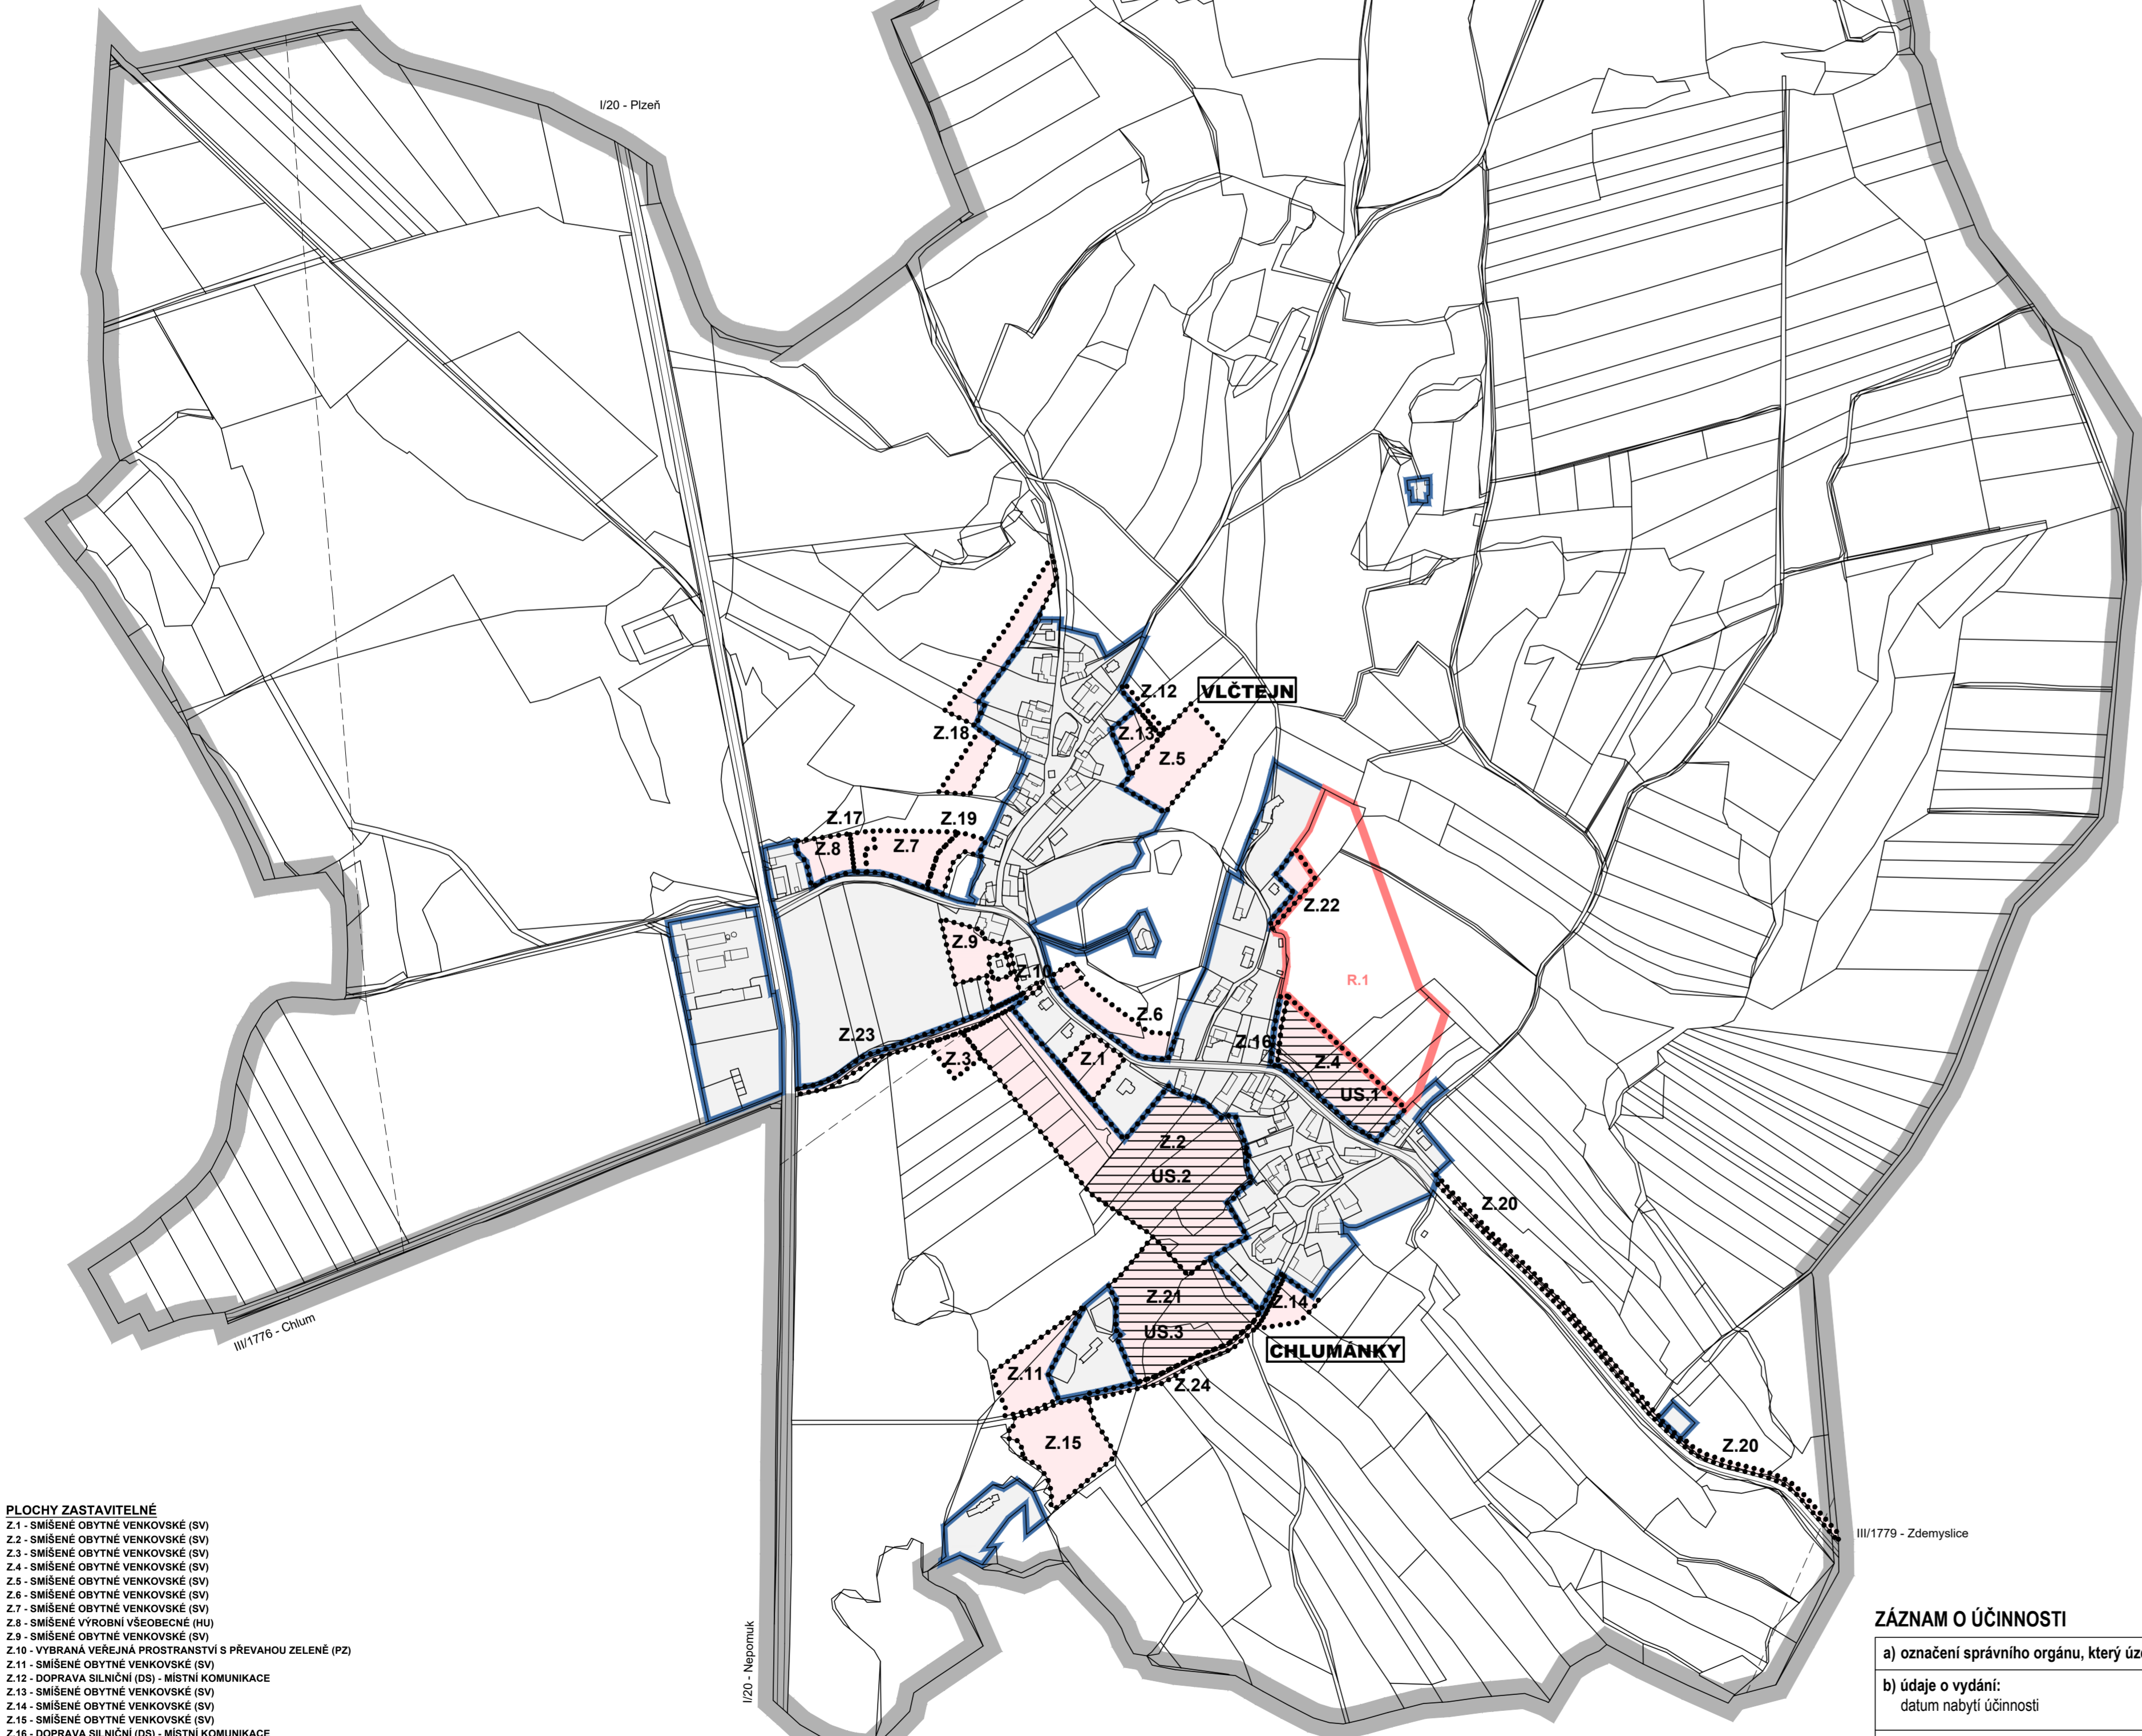 I/20 - Plzeň
Z.12
VLČTEJN
Z.18
Z.13
Z.5
Z.17
Z.19
Z.8
Z.7
Z.22
Z.9
Z.10
R.1
Z.6
Z.23
Z.16
Z.3
Z.1
Z.4
US.1
Z.2
US.2
Z.20
Z.21
Z.14
III/1776 - Chlum
US.3
CHLUMÁNKY
Z.11
Z.24
Z.15
Z.20
III/1779 - Zdemyslice
I/20 - Nepomuk
PLOCHY ZASTAVITELNÉ
Z.1 - SMÍŠENÉ OBYTNÉ VENKOVSKÉ (SV)
Z.2 - SMÍŠENÉ OBYTNÉ VENKOVSKÉ (SV)
Z.3 - SMÍŠENÉ OBYTNÉ VENKOVSKÉ (SV)
Z.4 - SMÍŠENÉ OBYTNÉ VENKOVSKÉ (SV)
Z.5 - SMÍŠENÉ OBYTNÉ VENKOVSKÉ (SV)
Z.6 - SMÍŠENÉ OBYTNÉ VENKOVSKÉ (SV)
Z.7 - SMÍŠENÉ OBYTNÉ VENKOVSKÉ (SV)
Z.8 - SMÍŠENÉ VÝROBNÍ VŠEOBECNÉ (HU)
Z.9 - SMÍŠENÉ OBYTNÉ VENKOVSKÉ (SV)
Z.10 - VYBRANÁ VEŘEJNÁ PROSTRANSTVÍ S PŘEVAHOU ZELENĚ (PZ)
Z.11 - SMÍŠENÉ OBYTNÉ VENKOVSKÉ (SV)
Z.12 - DOPRAVA SILNIČNÍ (DS) - MÍSTNÍ KOMUNIKACE
Z.13 - SMÍŠENÉ OBYTNÉ VENKOVSKÉ (SV)
Z.14 - SMÍŠENÉ OBYTNÉ VENKOVSKÉ (SV)
Z.15 - SMÍŠENÉ OBYTNÉ VENKOVSKÉ (SV)
Z.16 - DOPRAVA SILNIČNÍ (DS) - MÍSTNÍ KOMUNIKACE
ZÁZNAM O ÚČINNOSTI
a) označení správního orgánu, který
b) údaje o vydání:
datum nabytí účinnosti